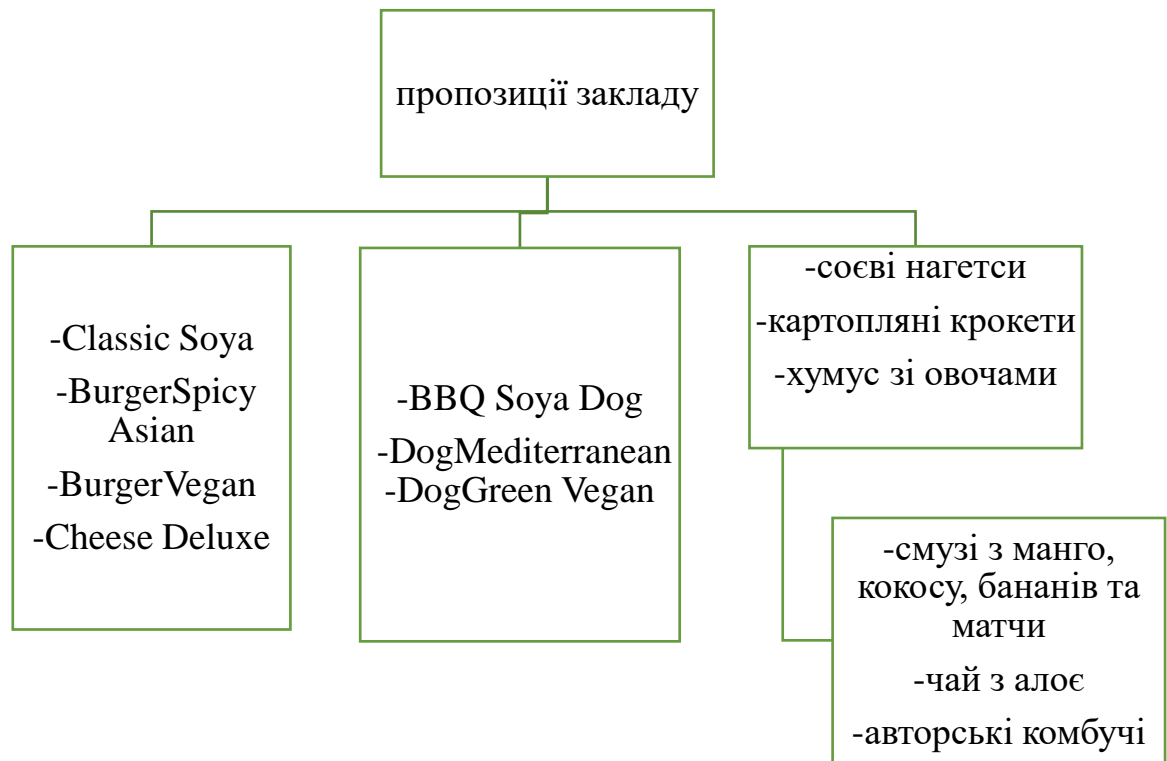 пропозиції закладу
-Classic Soya
-BurgerSpicy
Asian
-BurgerVegan
-Cheese Deluxe
-BBQ Soya Dog
-DogMediterranean
-DogGreen Vegan
-соєві нагетси
-картопляні крокети
-хумус зі овочами
-смузі з манго,
кокосу, бананів та
матчи
-чай з алоє
-авторські комбучі